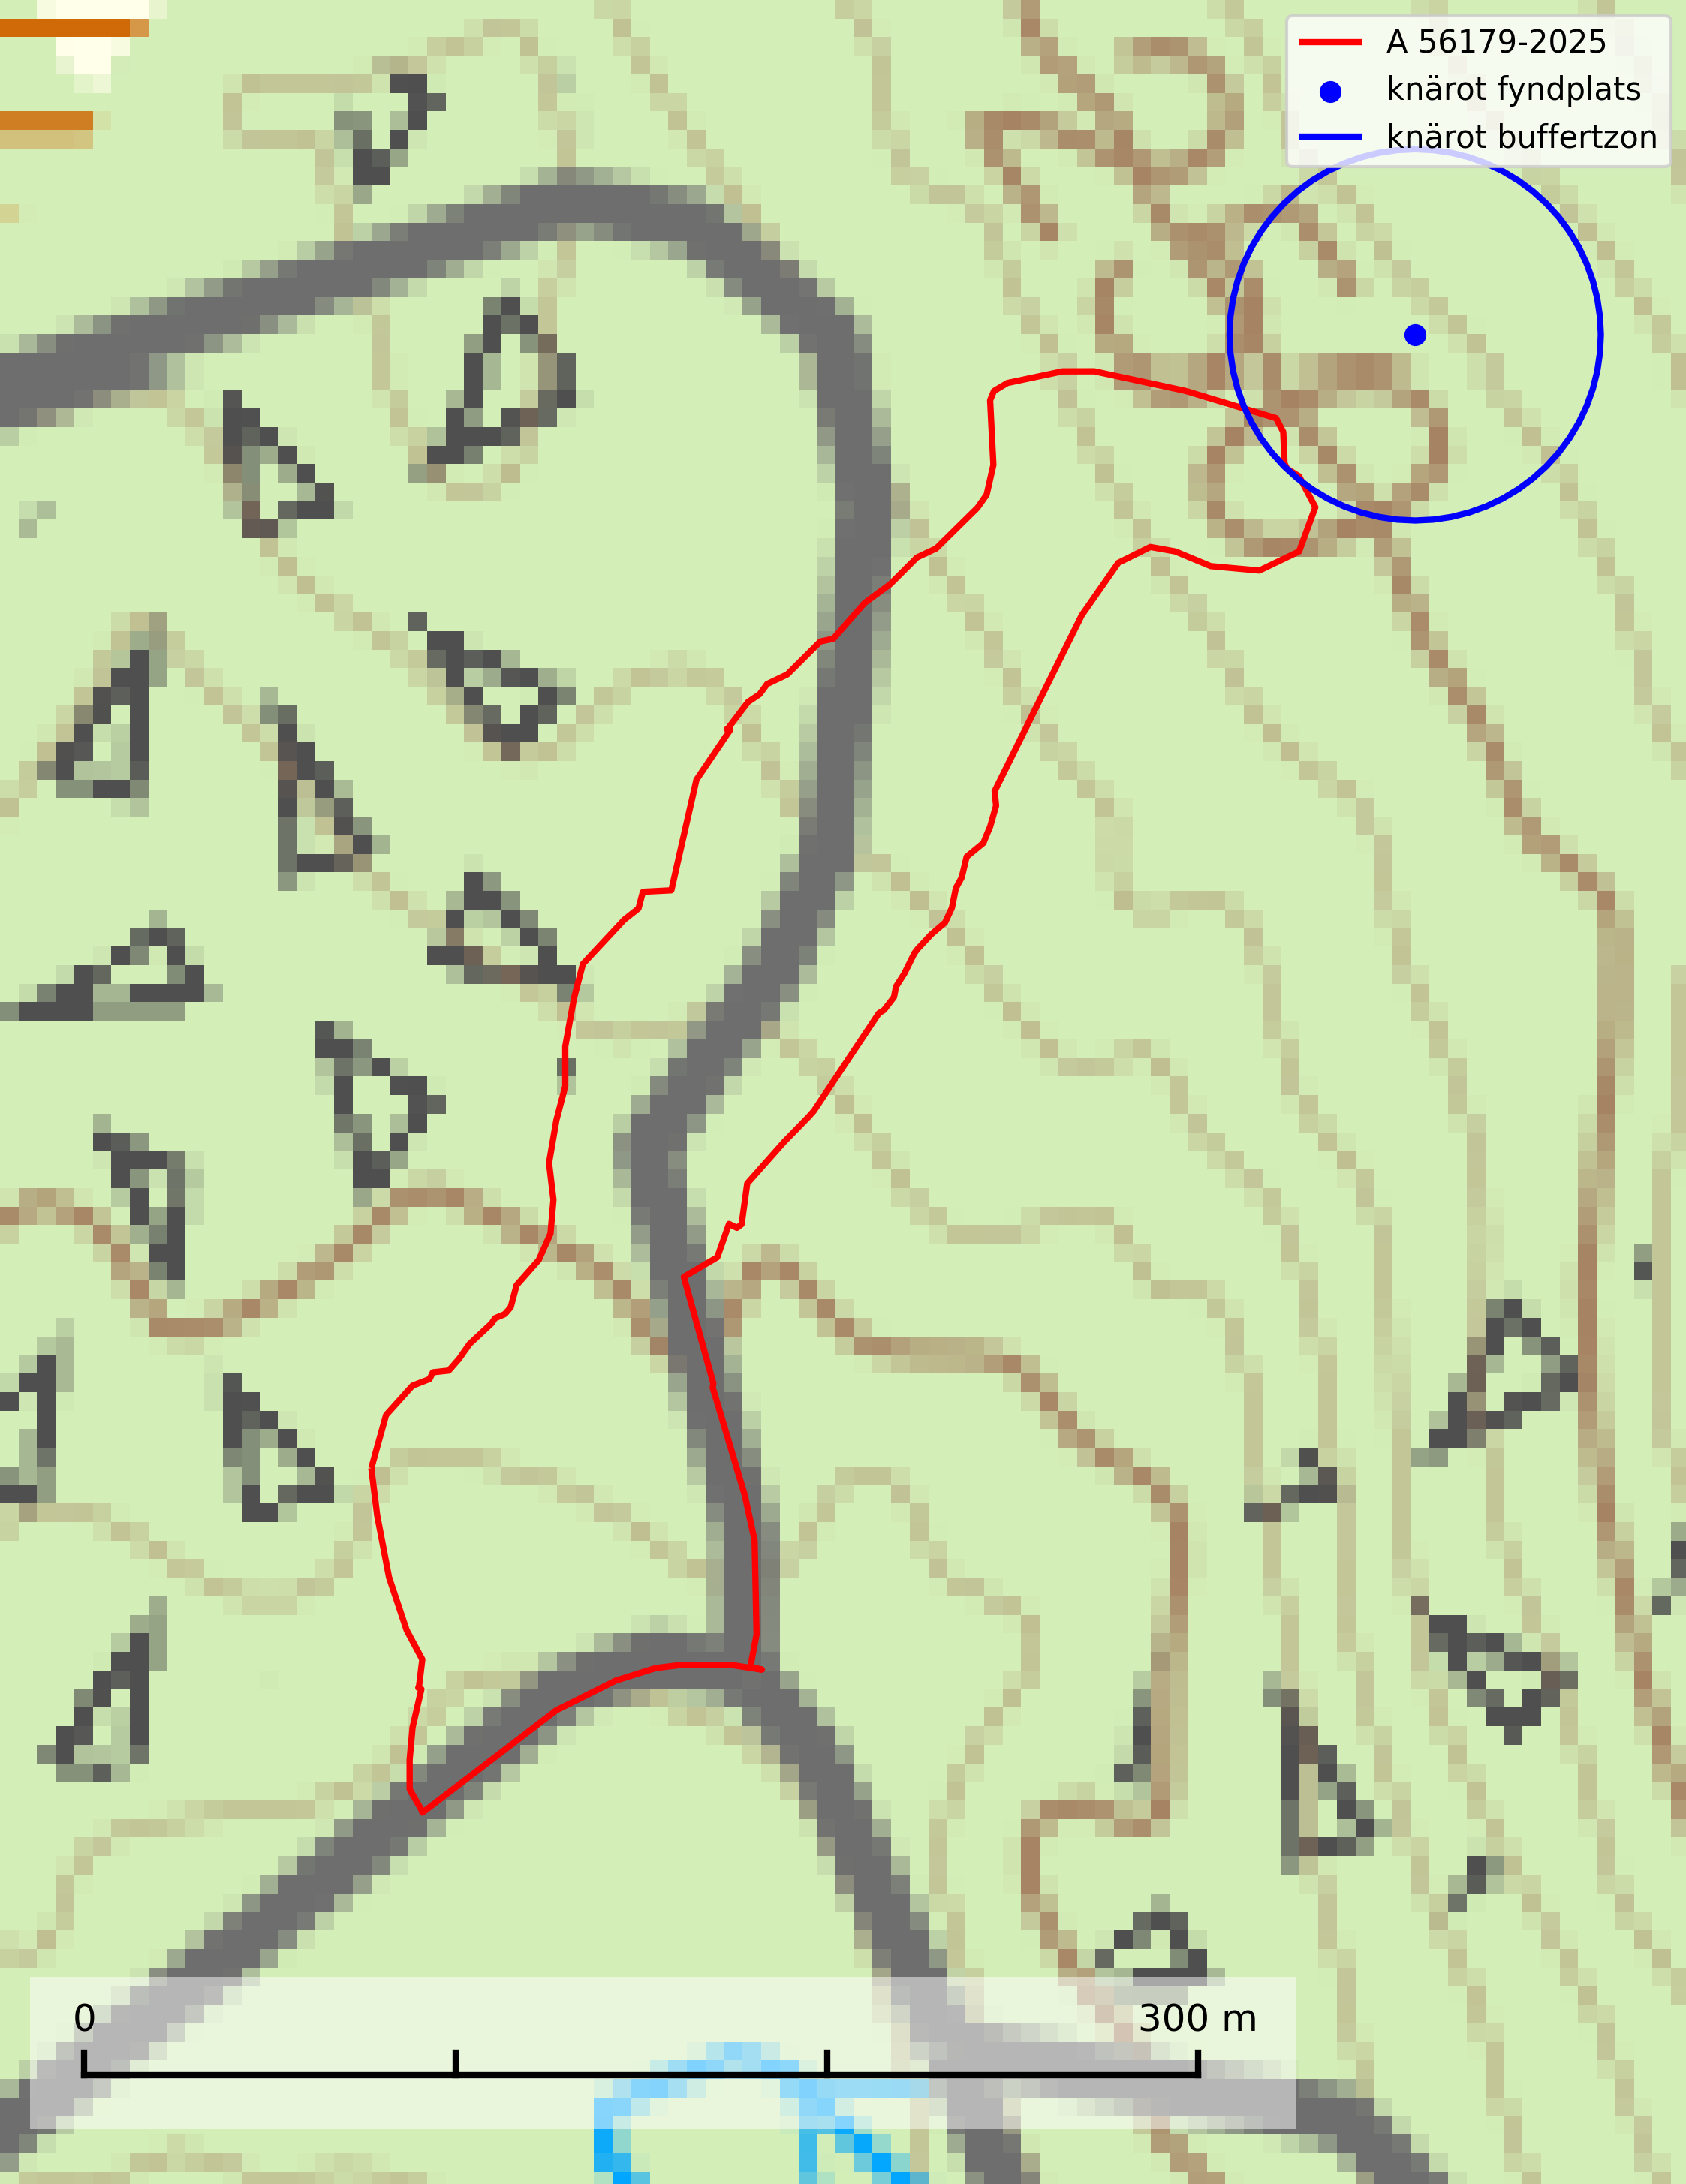 A 56179-2025
knärot fyndplats
knärot buffertzon
0 300 m